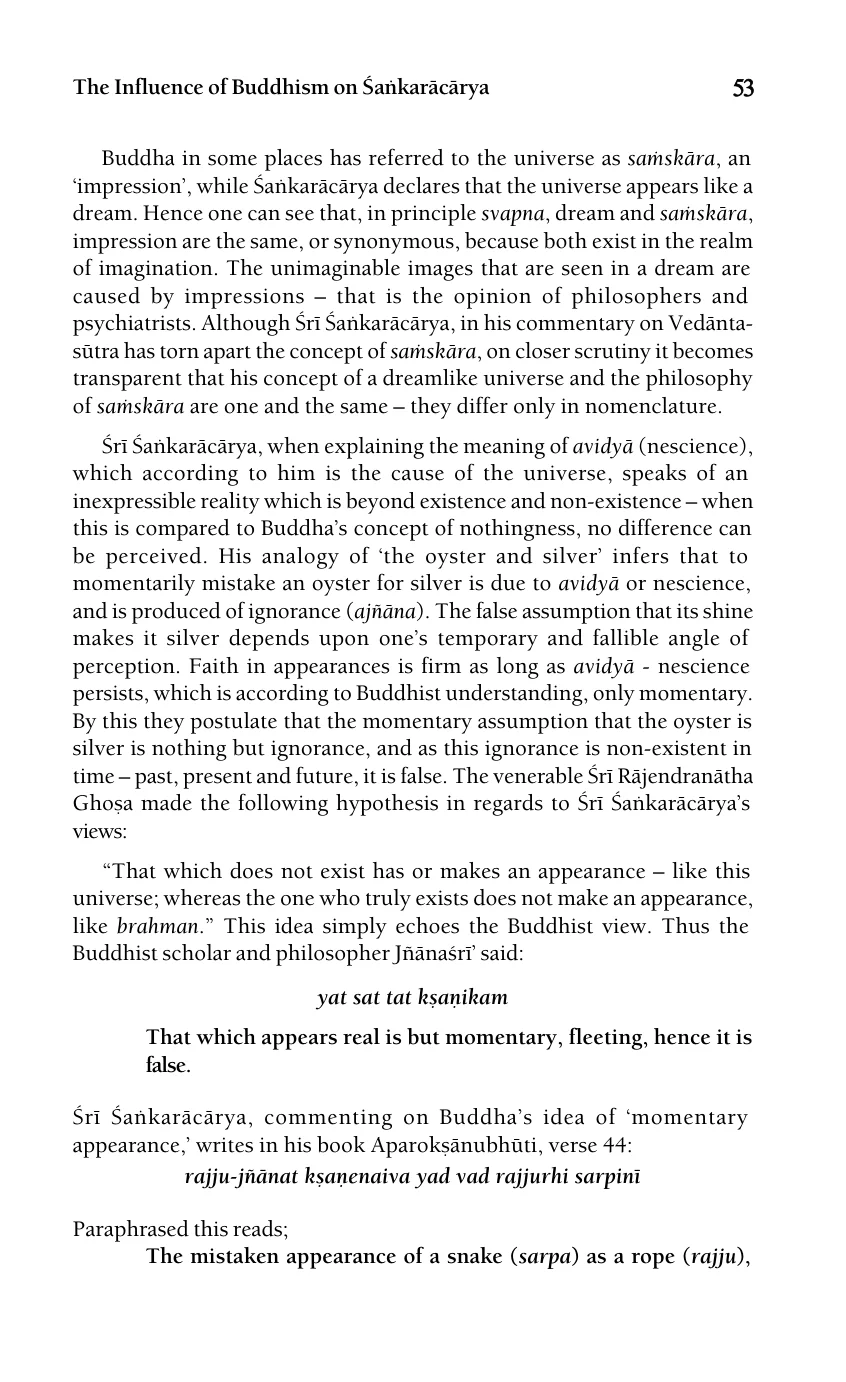 The Influence of Buddhism on Śaṅkarācārya 53
Buddha in some places has referred to the universe as saṁskāra, an
‘impression’, while Śaṅkarācārya declares that the universe appears like a
dream. Hence one can see that, in principle svapna, dream and saṁskāra,
impression are the same, or synonymous, because both exist in the realm
of imagination. The unimaginable images that are seen in a dream are
caused by impressions – that is the opinion of philosophers and
psychiatrists. Although Śrī Śaṅkarācārya, in his commentary on Vedānta-
sūtra has torn apart the concept of saṁskāra, on closer scrutiny it becomes
transparent that his concept of a dreamlike universe and the philosophy
of saṁskāra are one and the same – they differ only in nomenclature.
Śrī Śaṅkarācārya, when explaining the meaning of avidyā (nescience),
which according to him is the cause of the universe, speaks of an
inexpressible reality which is beyond existence and non-existence – when
this is compared to Buddha’s concept of nothingness, no difference can
be perceived. His analogy of ‘the oyster and silver’ infers that to
momentarily mistake an oyster for silver is due to avidyā or nescience,
and is produced of ignorance (ajñāna). The false assumption that its shine
makes it silver depends upon one’s temporary and fallible angle of
perception. Faith in appearances is firm as long as avidyā - nescience
persists, which is according to Buddhist understanding, only momentary.
By this they postulate that the momentary assumption that the oyster is
silver is nothing but ignorance, and as this ignorance is non-existent in
time – past, present and future, it is false. The venerable Śrī Rājendranātha
Ghoṣa made the following hypothesis in regards to Śrī Śaṅkarācārya’s
views:
“That which does not exist has or makes an appearance – like this
universe; whereas the one who truly exists does not make an appearance,
like brahman.” This idea simply echoes the Buddhist view. Thus the
Buddhist scholar and philosopher Jñānaśrī’ said:
yat sat tat kṣaṇikam
That which appears real is but momentary, fleeting, hence it is
false.
Śrī Śaṅkarācārya, commenting on Buddha’s idea of ‘momentary
appearance,’ writes in his book Aparokṣānubhūti, verse 44:
rajju-jñānat kṣaṇenaiva yad vad rajjurhi sarpinī
Paraphrased this reads;
The mistaken appearance of a snake (sarpa) as a rope (rajju),